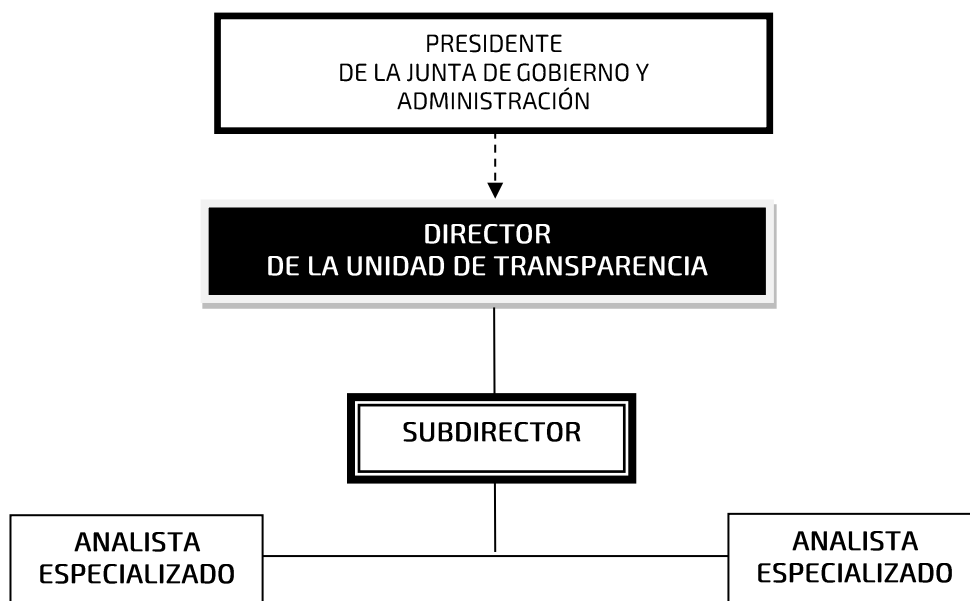 PRESIDENTE
DE LA JUNTA DE GOBIERNO Y
ADMINISTRACIÓN
DIRECTOR
DE LA UNIDAD DE TRANSPARENCIA
SUBDIRECTOR
ANALISTA
ESPECIALIZADO
ANALISTA
ESPECIALIZADO